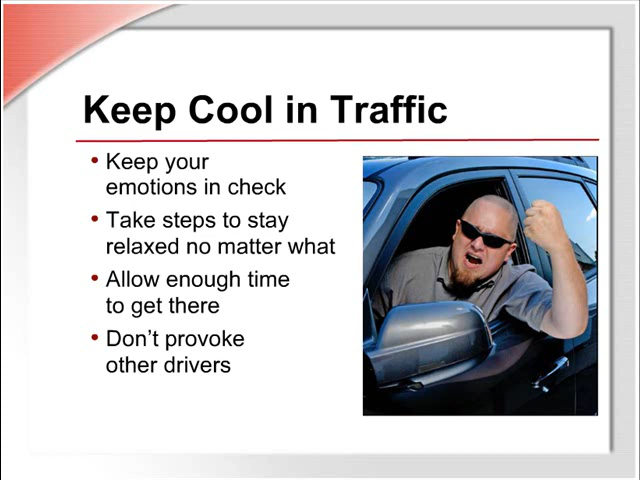 Keep Cool in Traffic
• Keep your
emotions in check
• Take steps to stay
relaxed no matter what
• Allow enough time
to get there
• Don’t provoke
other drivers